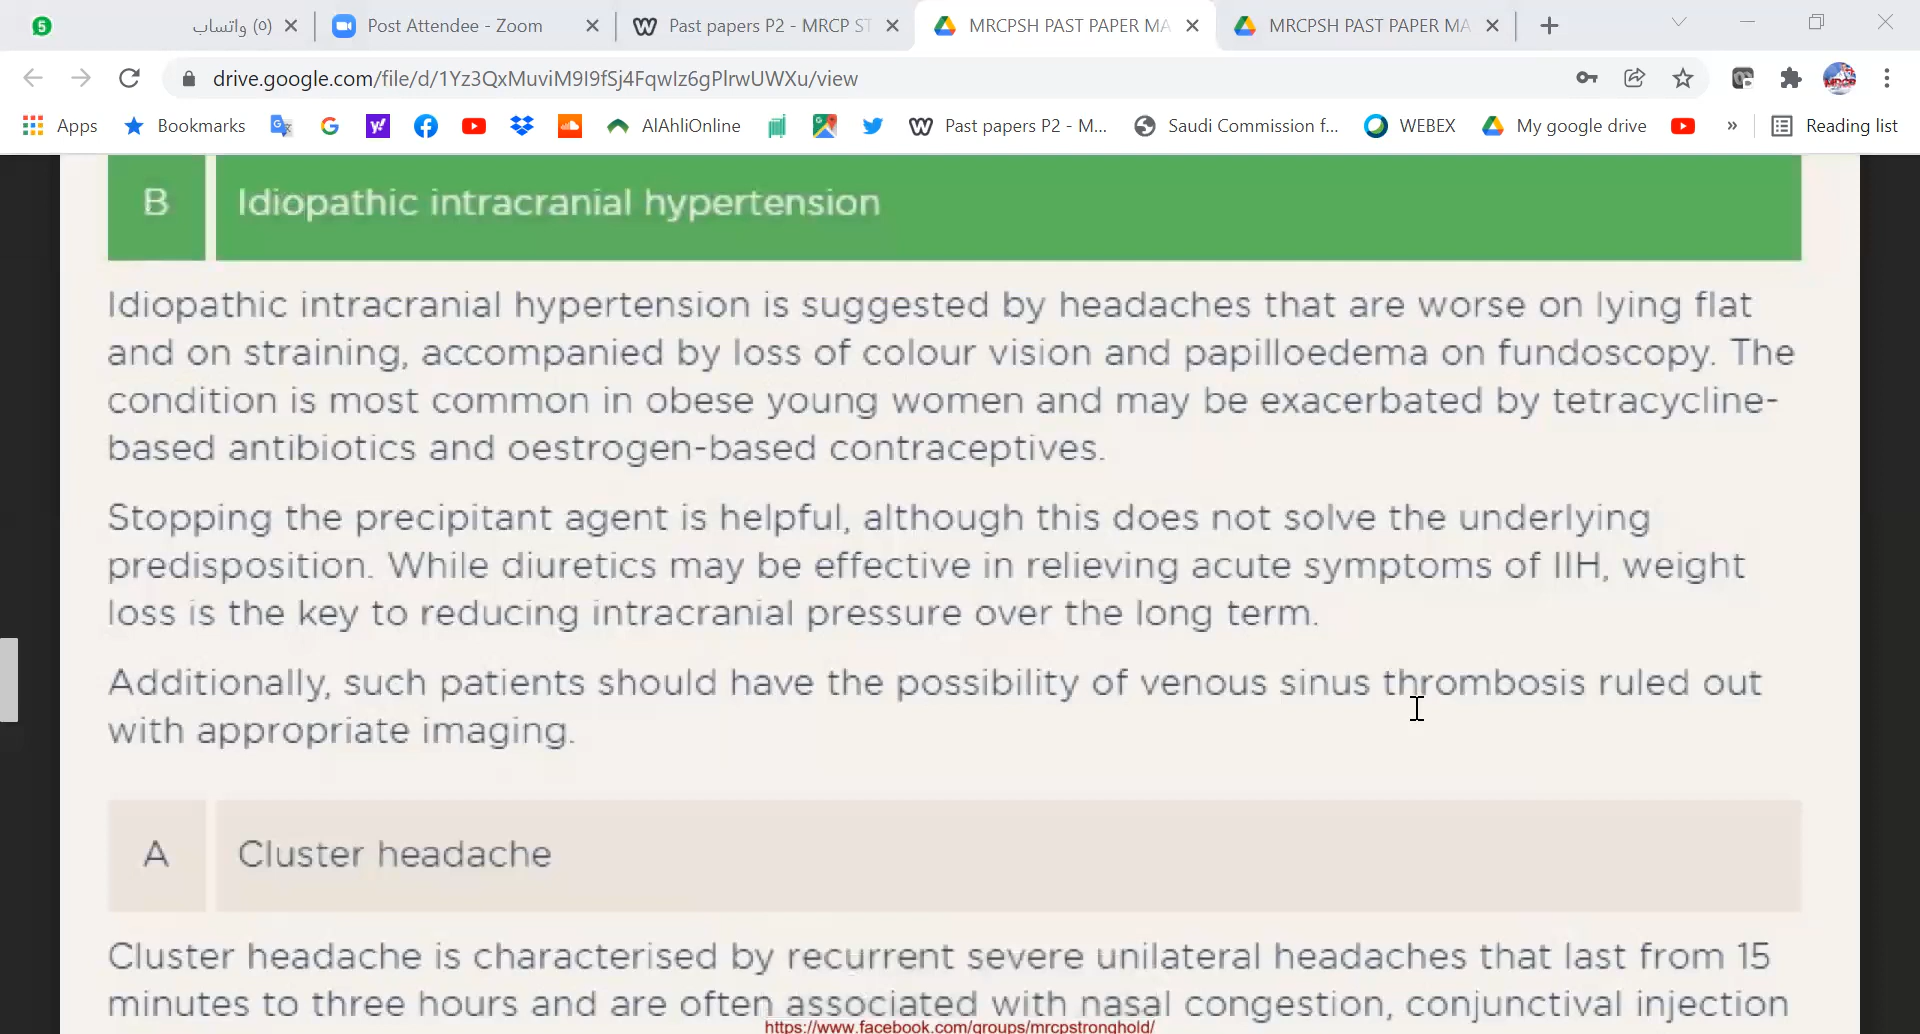 5
واتساب (٥)
Post Attendee - Zoom
Past papers P2 - MRCP ST
MRCPSH PAST PAPER MA
MRCPSH PAST PAPER MA
drive.google.com/file/d/1Yz3QxMuviM9I9fSj4FqwIz6gPlrwUWXu/view
Apps
Bookmarks
AlAhliOnline
Past papers P2 - M...
Saudi Commission f...
WEBEX
My google drive
»
Reading list
B
Idiopathic intracranial hypertension
Idiopathic intracranial hypertension is suggested by headaches that are worse on lying flat
and on straining, accompanied by loss of colour vision and papilloedema on fundoscopy. The
condition is most common in obese young women and may be exacerbated by tetracycline-
based antibiotics and oestrogen-based contraceptives.
Stopping the precipitant agent is helpful, although this does not solve the underlying
predisposition. While diuretics may be effective in relieving acute symptoms of IIH, weight
loss is the key to reducing intracranial pressure over the long term.
Additionally, such patients should have the possibility of venous sinus thrombosis ruled out
with appropriate imaging.
A
Cluster headache
Cluster headache is characterised by recurrent severe unilateral headaches that last from 15
minutes to three hours and are often associated with nasal congestion, conjunctival injection
https://www.facebook.com/groups/mrcpstronghold/